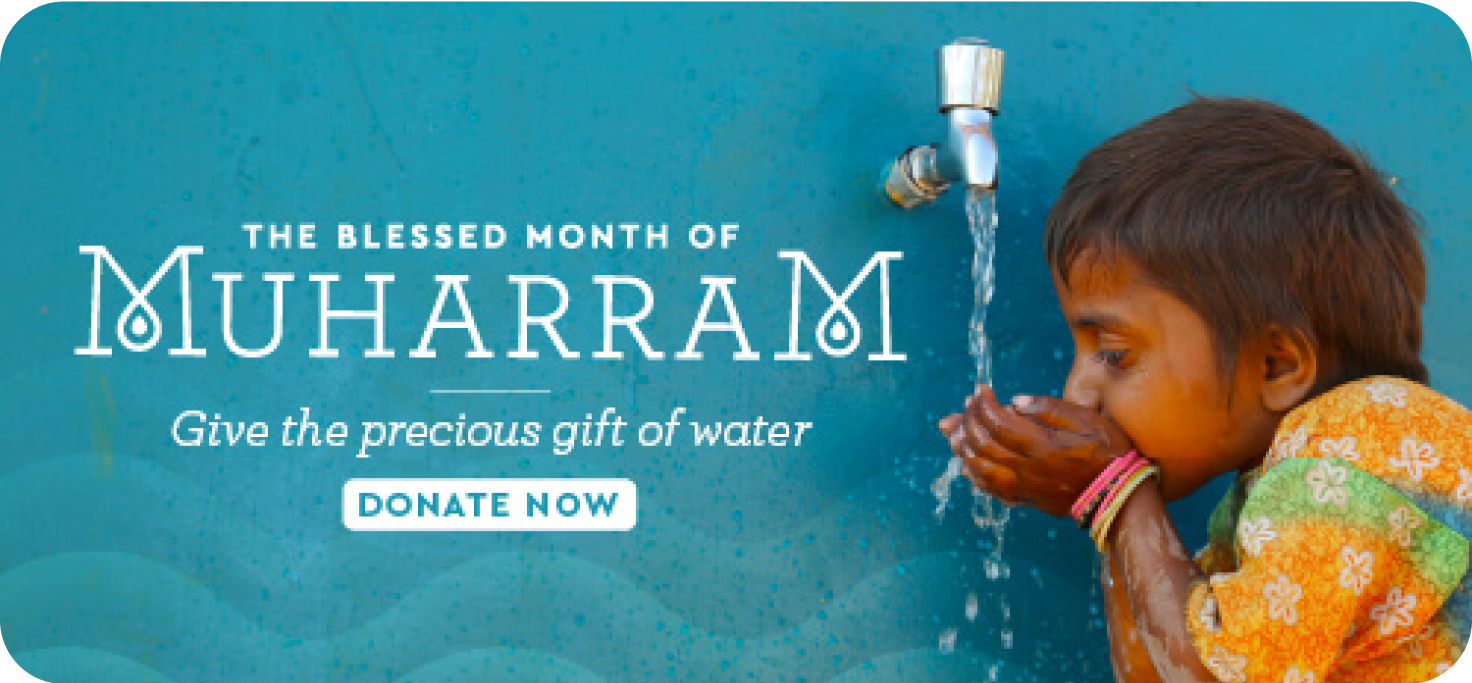 THE BLESSED MONTH OF
MUHARRAM
Give the precious gift of water
DONATE NOW